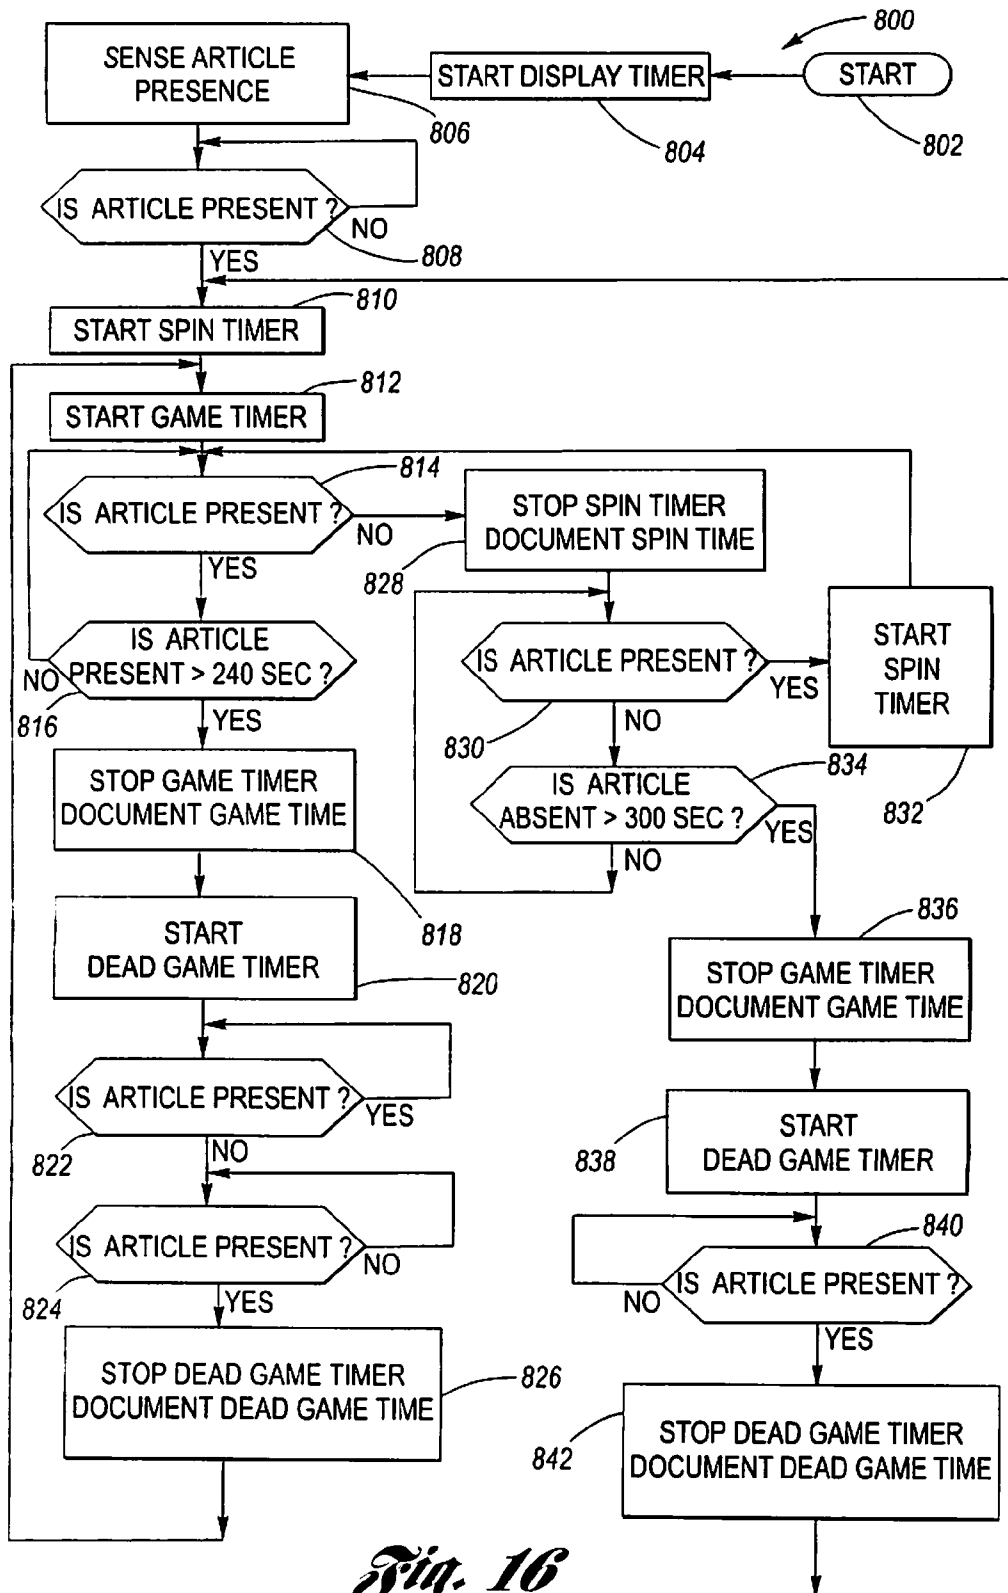 800
SENSE ARTICLE
PRESENCE
START DISPLAY TIMER
START
806
804
802
IS ARTICLE PRESENT ?
NO
808
YES
810
START SPIN TIMER
812
START GAME TIMER
814
IS ARTICLE PRESENT ?
NO
YES
STOP SPIN TIMER
DOCUMENT SPIN TIME
828
IS ARTICLE
PRESENT > 240 SEC ?
NO
816
YES
IS ARTICLE PRESENT ?
YES
830
NO
START
SPIN
TIMER
832
834
IS ARTICLE
ABSENT > 300 SEC ?
YES
NO
STOP GAME TIMER
DOCUMENT GAME TIME
818
START
DEAD GAME TIMER
820
836
STOP GAME TIMER
DOCUMENT GAME TIME
IS ARTICLE PRESENT ?
YES
822
NO
START
DEAD GAME TIMER
838
IS ARTICLE PRESENT ?
NO
824
YES
840
IS ARTICLE PRESENT ?
NO
YES
STOP DEAD GAME TIMER
DOCUMENT DEAD GAME TIME
826
STOP DEAD GAME TIMER
DOCUMENT DEAD GAME TIME
842
Fig. 16